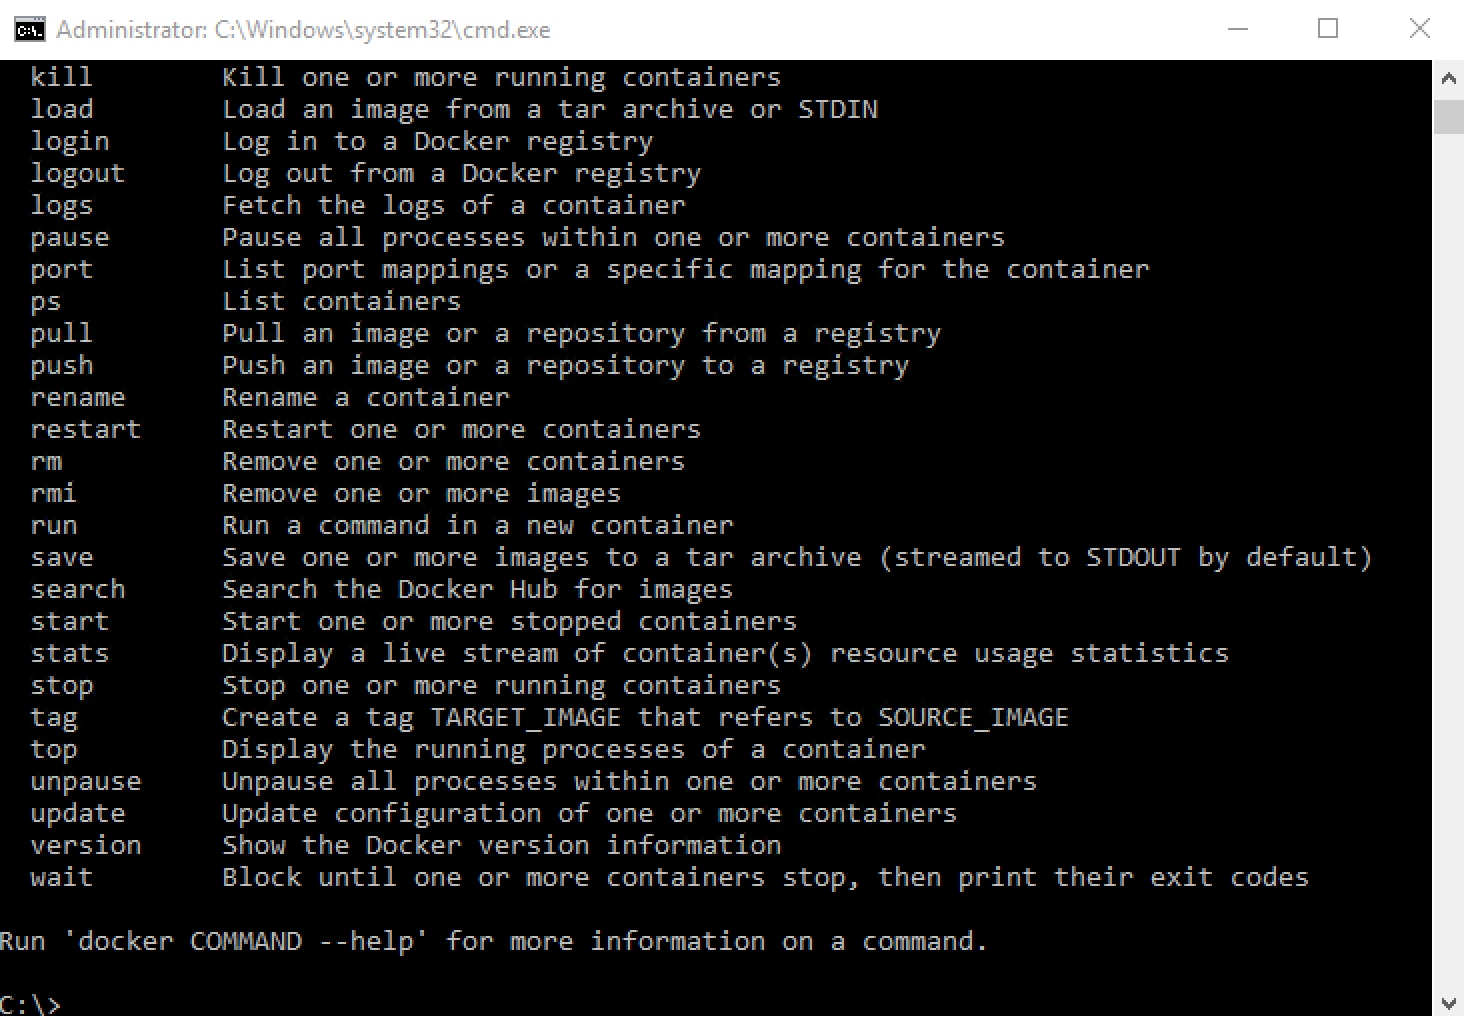 Administrator: C:\Windows\system32\cmd.exe
kill Kill one or more running containers
load Load an image from a tar archive or STDIN
login Log in to a Docker registry
logout Log out from a Docker registry
logs Fetch the logs of a container
pause Pause all processes within one or more containers
port List port mappings or a specific mapping for the container
ps List containers
pull Pull an image or a repository from a registry
push Push an image or a repository to a registry
rename Rename a container
restart Restart one or more containers
rm Remove one or more containers
rmi Remove one or more images
run Run a command in a new container
save Save one or more images to a tar archive (streamed to STDOUT by default)
search Search the Docker Hub for images
start Start one or more stopped containers
stats Display a live stream of container(s) resource usage statistics
stop Stop one or more running containers
tag Create a tag TARGET_IMAGE that refers to SOURCE_IMAGE
top Display the running processes of a container
unpause Unpause all processes within one or more containers
update Update configuration of one or more containers
version Show the Docker version information
wait Block until one or more containers stop, then print their exit codes
Run 'docker COMMAND --help' for more information on a command.
C:\>